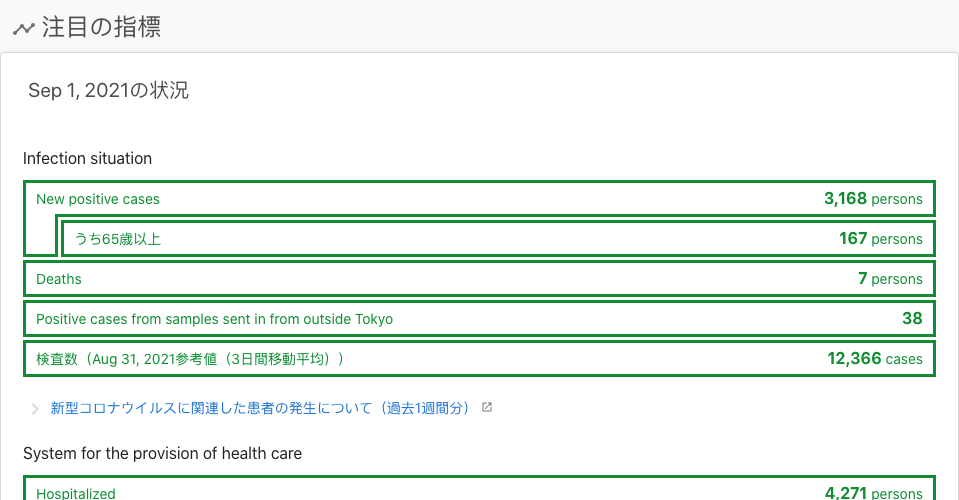 注目の指標
Sep 1, 2021の状況
Infection situation
New positive cases 3,168 persons
うち65歳以上 167 persons
Deaths 7 persons
Positive cases from samples sent in from outside Tokyo 38
検査数（Aug 31, 2021参考値（3日間移動平均）） 12,366 cases
新型コロナウイルスに関連した患者の発生について（過去1週間分）
System for the provision of health care
Hospitalized 4,271 persons